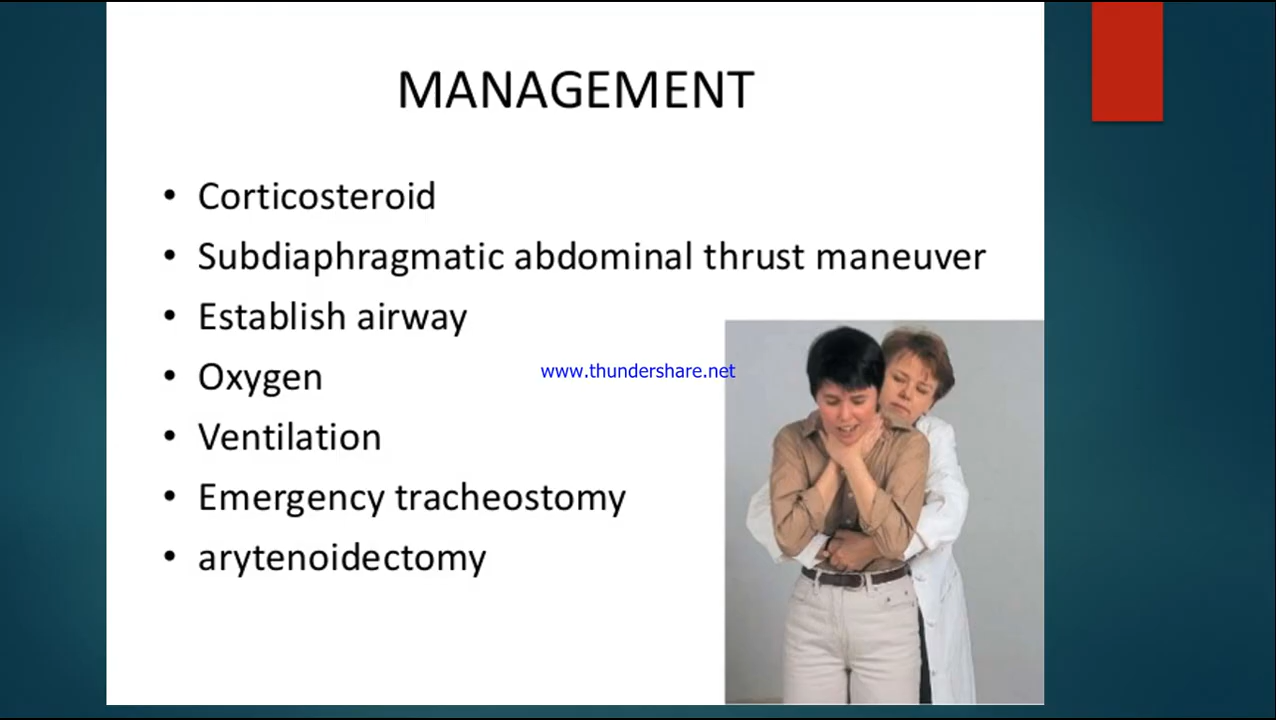 MANAGEMENT
• Corticosteroid
• Subdiaphragmatic abdominal thrust maneuver
• Establish airway
• Oxygen
www.thundershare.net
• Ventilation
• Emergency tracheostomy
• arytenoidectomy